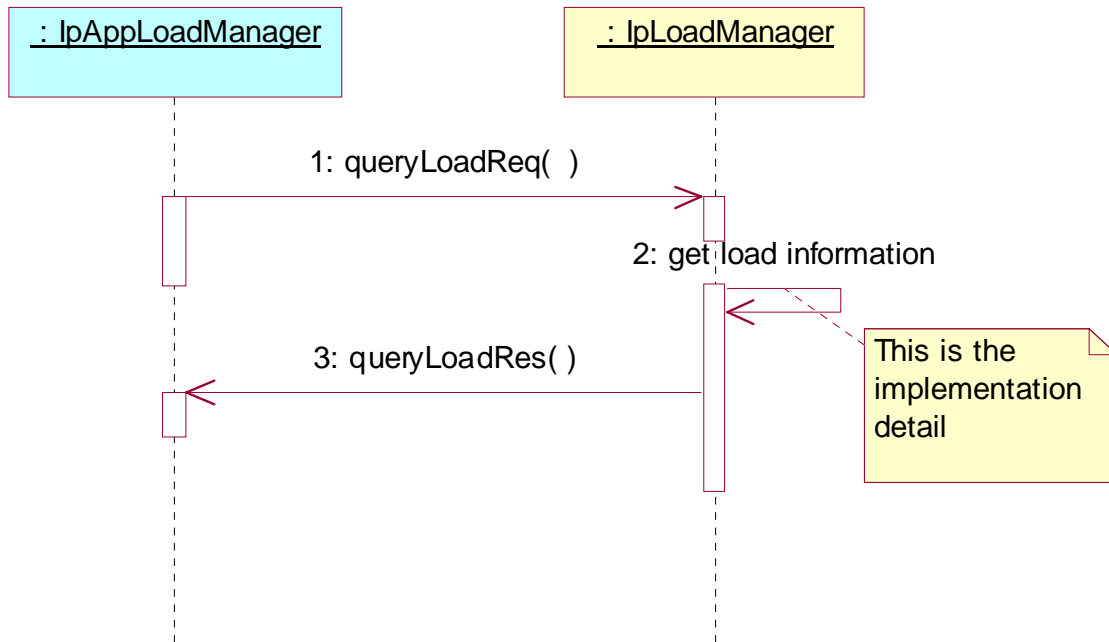 : IpAppLoadManager
: IpLoadManager
1: queryLoadReq(  )
2: get load information
3: queryLoadRes( )
This is the
implementation
detail